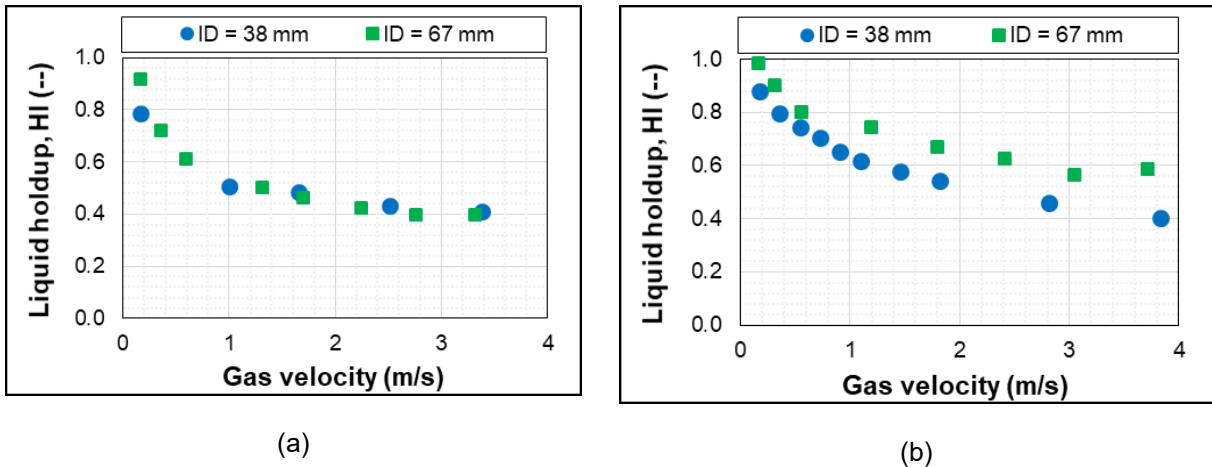 ID = 38 mm ID = 67 mm
1.0
0.8
0.6
0.4
0.2
0.0
Liquid holdup, Hl (--)
0 1 2 3 4
Gas velocity (m/s)
(a)
ID = 38 mm ID = 67 mm
1.0
0.8
0.6
0.4
0.2
0.0
Liquid holdup, Hl (--)
0 1 2 3 4
Gas velocity (m/s)
(b)